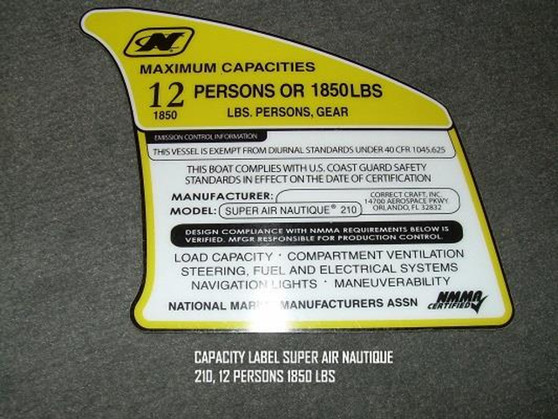 N
MAXIMUM CAPACITIES
12 PERSONS OR 1850LBS
1850 LBS. PERSONS, GEAR
EMISSION CONTROL INFORMATION
THIS VESSEL IS EXEMPT FROM DIURNAL STANDARDS UNDER 40 CFR 1045.625
THIS BOAT COMPLIES WITH U.S. COAST GUARD SAFETY
STANDARDS IN EFFECT ON THE DATE OF CERTIFICATION
MANUFACTURER: CORRECT CRAFT, INC.
14700 AEROSPACE PKWY
ORLANDO, FL 32832
MODEL: SUPER AIR NAUTIQUE® 210
DESIGN COMPLIANCE WITH NMMA REQUIREMENTS BELOW IS
VERIFIED. MFGR RESPONSIBLE FOR PRODUCTION CONTROL.
LOAD CAPACITY · COMPARTMENT VENTILATION
STEERING, FUEL AND ELECTRICAL SYSTEMS
NAVIGATION LIGHTS · MANEUVERABILITY
NATIONAL MARINE MANUFACTURERS ASSN
NMMA
CERTIFIED
CAPACITY LABEL SUPER AIR NAUTIQUE
210, 12 PERSONS 1850 LBS